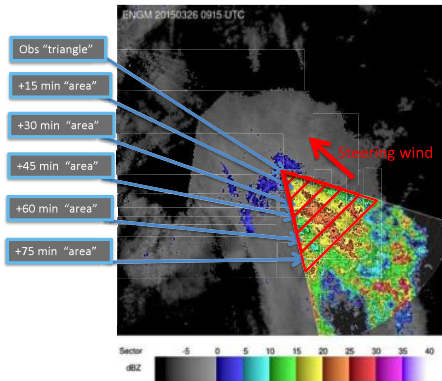 ENGM 20150326 0915 UTC
Obs "triangle"
+15 min "area"
+30 min "area"
+45 min "area"
+60 min "area"
+75 min "area"
Steering wind
Sector
dBZ
-5 0 5 10 15 20 25 30 35 40